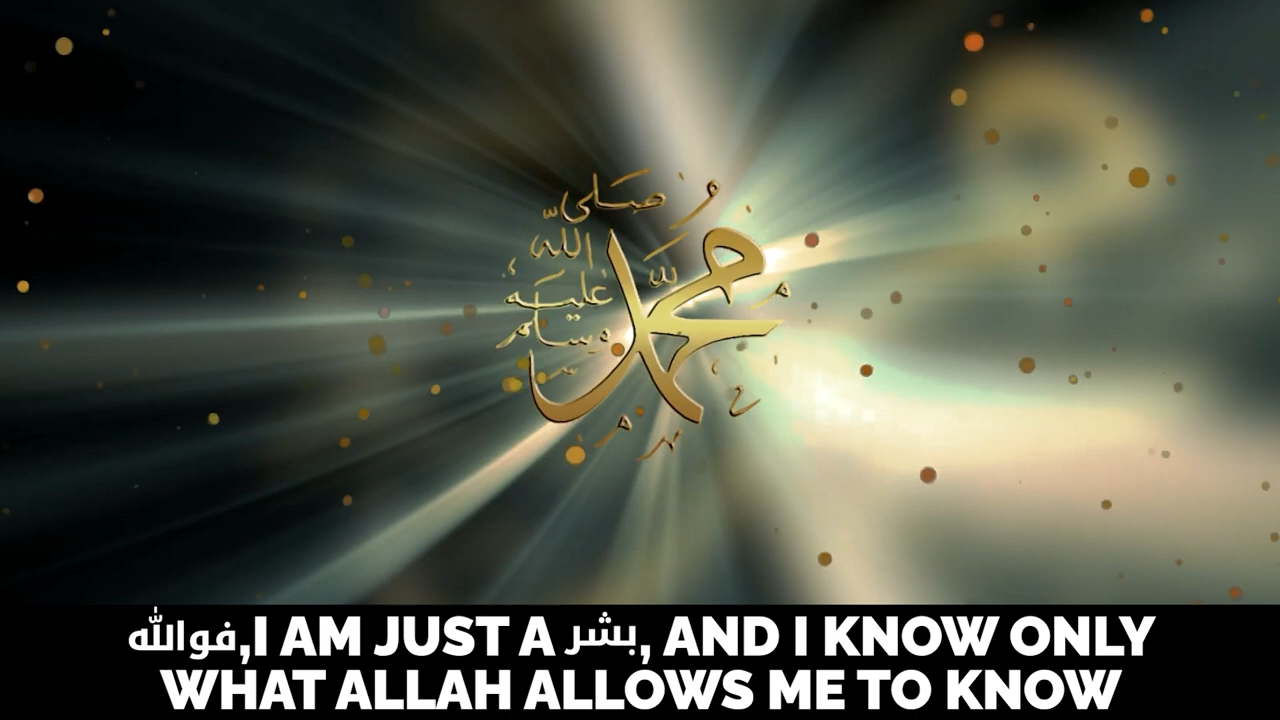 صلى
الله
عليه
وسلم
محمد
فوالله,I AM JUST A بشر, AND I KNOW ONLY
WHAT ALLAH ALLOWS ME TO KNOW